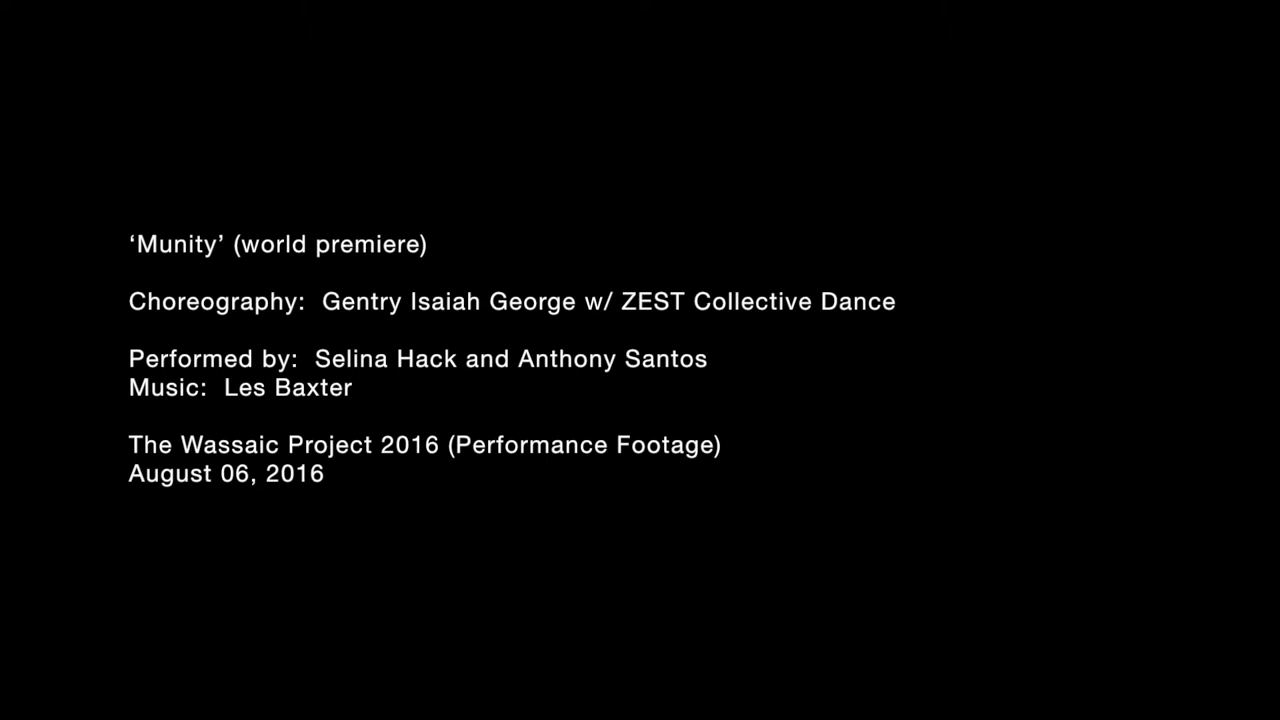 ‘Munity’ (world premiere)
Choreography:  Gentry Isaiah George w/ ZEST Collective Dance
Performed by:  Selina Hack and Anthony Santos
Music:  Les Baxter
The Wassaic Project 2016 (Performance Footage)
August 06, 2016